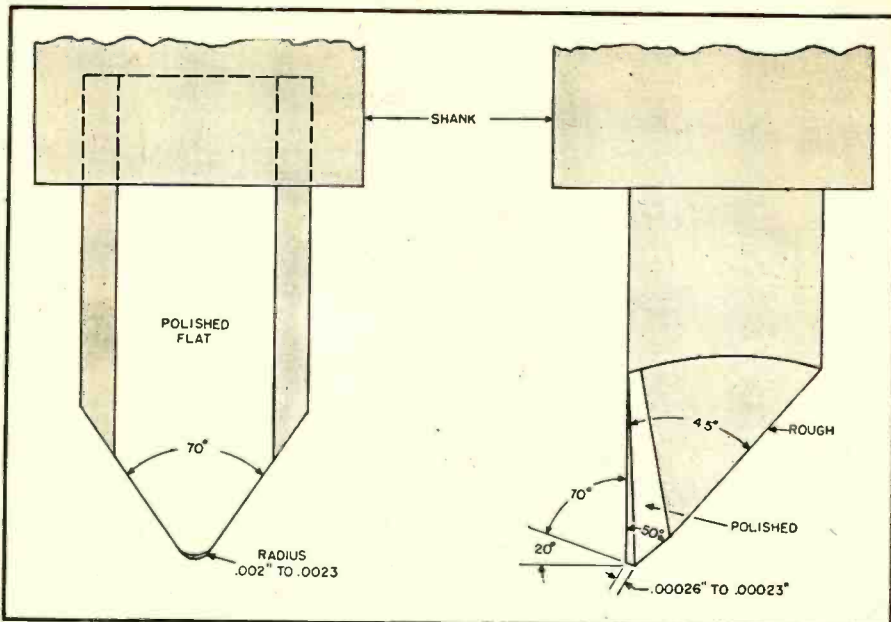 SHANK
POLISHED
FLAT
70°
RADIUS
.002" TO .0023
45°
ROUGH
70°
POLISHED
50°
20°
.00026" TO .00023"